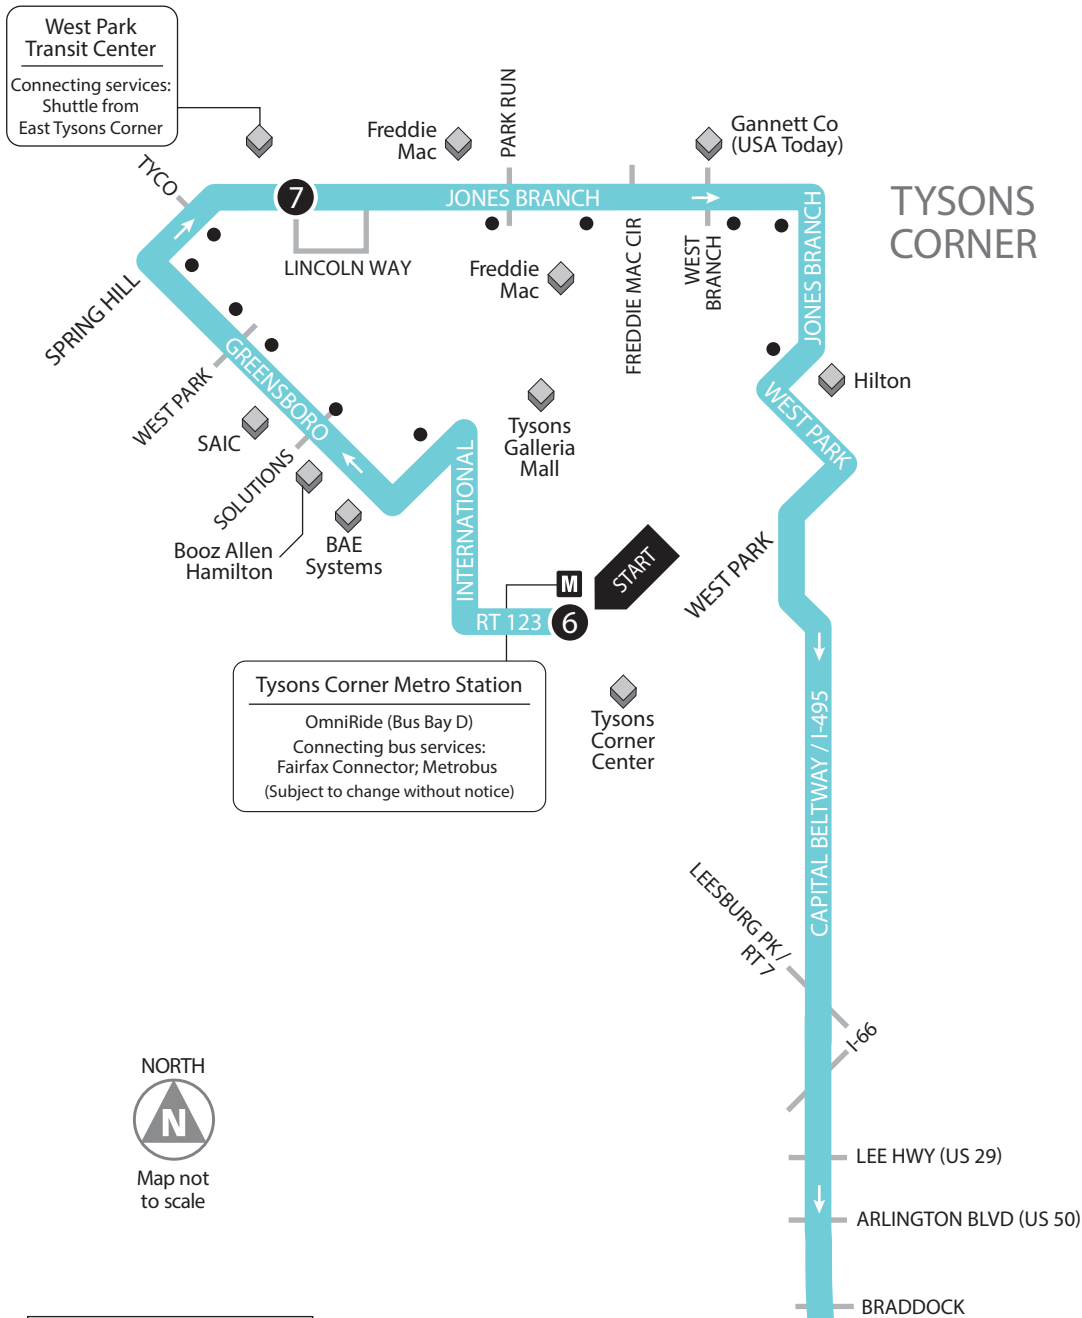 West Park
Transit Center
Connecting services:
Shuttle from
East Tysons Corner
TYCO
7
Freddie
Mac
PARK RUN
JONES BRANCH
Gannett Co
(USA Today)
TYSONS
CORNER
LINCOLN WAY
Freddie
Mac
FREDDIE MAC CIR
WEST
BRANCH
JONES BRANCH
SPRING HILL
GREENSBORO
WEST PARK
SAIC
SOLUTIONS
Booz Allen
Hamilton
BAE
Systems
INTERNATIONAL
Tysons
Galleria
Mall
Hilton
WEST PARK
WEST PARK
START
M
RT 123
6
Tysons Corner Metro Station
OmniRide (Bus Bay D)
Connecting bus services:
Fairfax Connector; Metrobus
(Subject to change without notice)
Tysons
Corner
Center
CAPITAL BELTWAY / I-495
LEESBURG PK/
RT 7
I-66
NORTH
N
Map not
to scale
LEE HWY (US 29)
ARLINGTON BLVD (US 50)
BRADDOCK